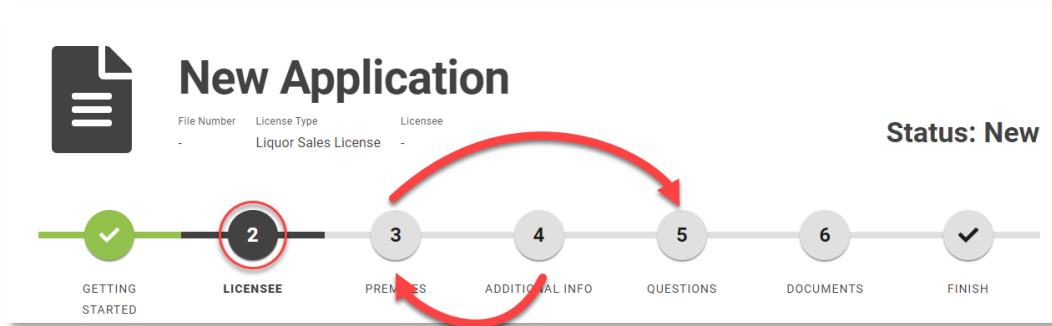 New Application
File Number License Type Licensee
- Liquor Sales License -
Status: New
2 3 4 5 6
GETTING LICENSEE PREMISES ADDITIONAL INFO QUESTIONS DOCUMENTS FINISH
STARTED